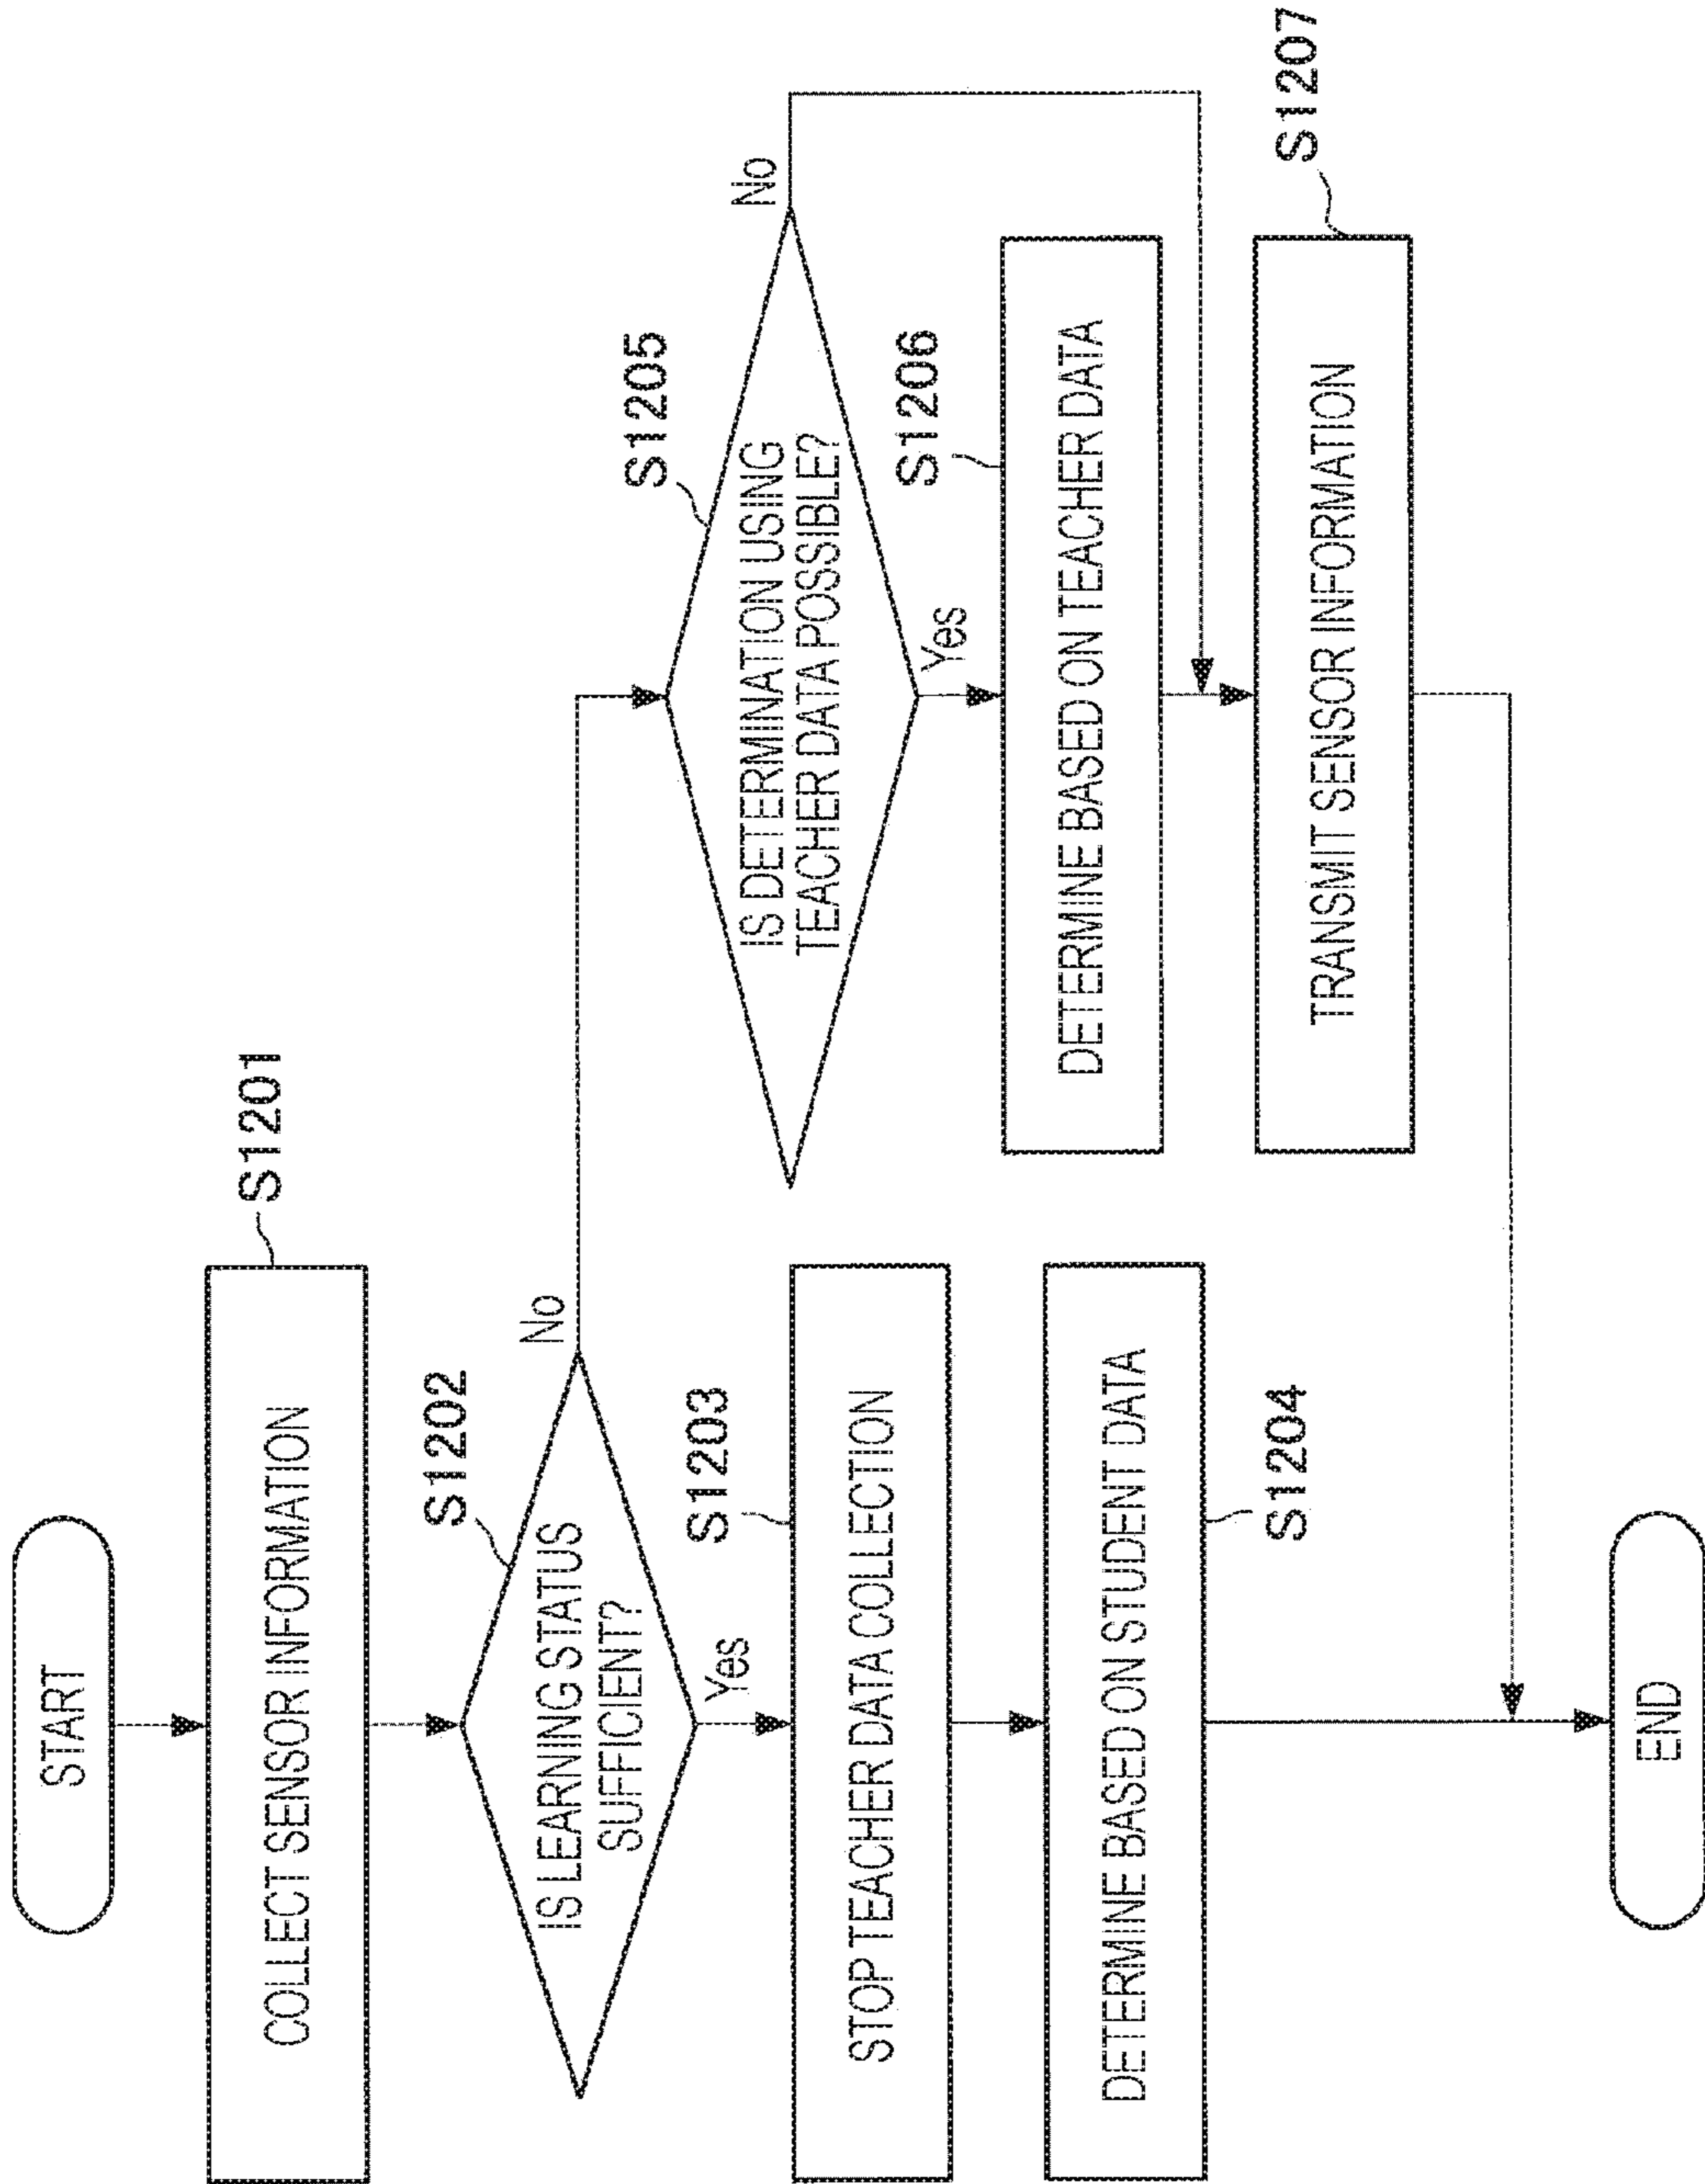 START
S1201
COLLECT SENSOR INFORMATION
S1202
IS LEARNING STATUS
SUFFICIENT?
No
Yes
S1203
STOP TEACHER DATA COLLECTION
DETERMINE BASED ON STUDENT DATA
S1204
S1205
IS DETERMINATION USING
TEACHER DATA POSSIBLE?
No
Yes
S1206
DETERMINE BASED ON TEACHER DATA
S1207
TRANSMIT SENSOR INFORMATION
END